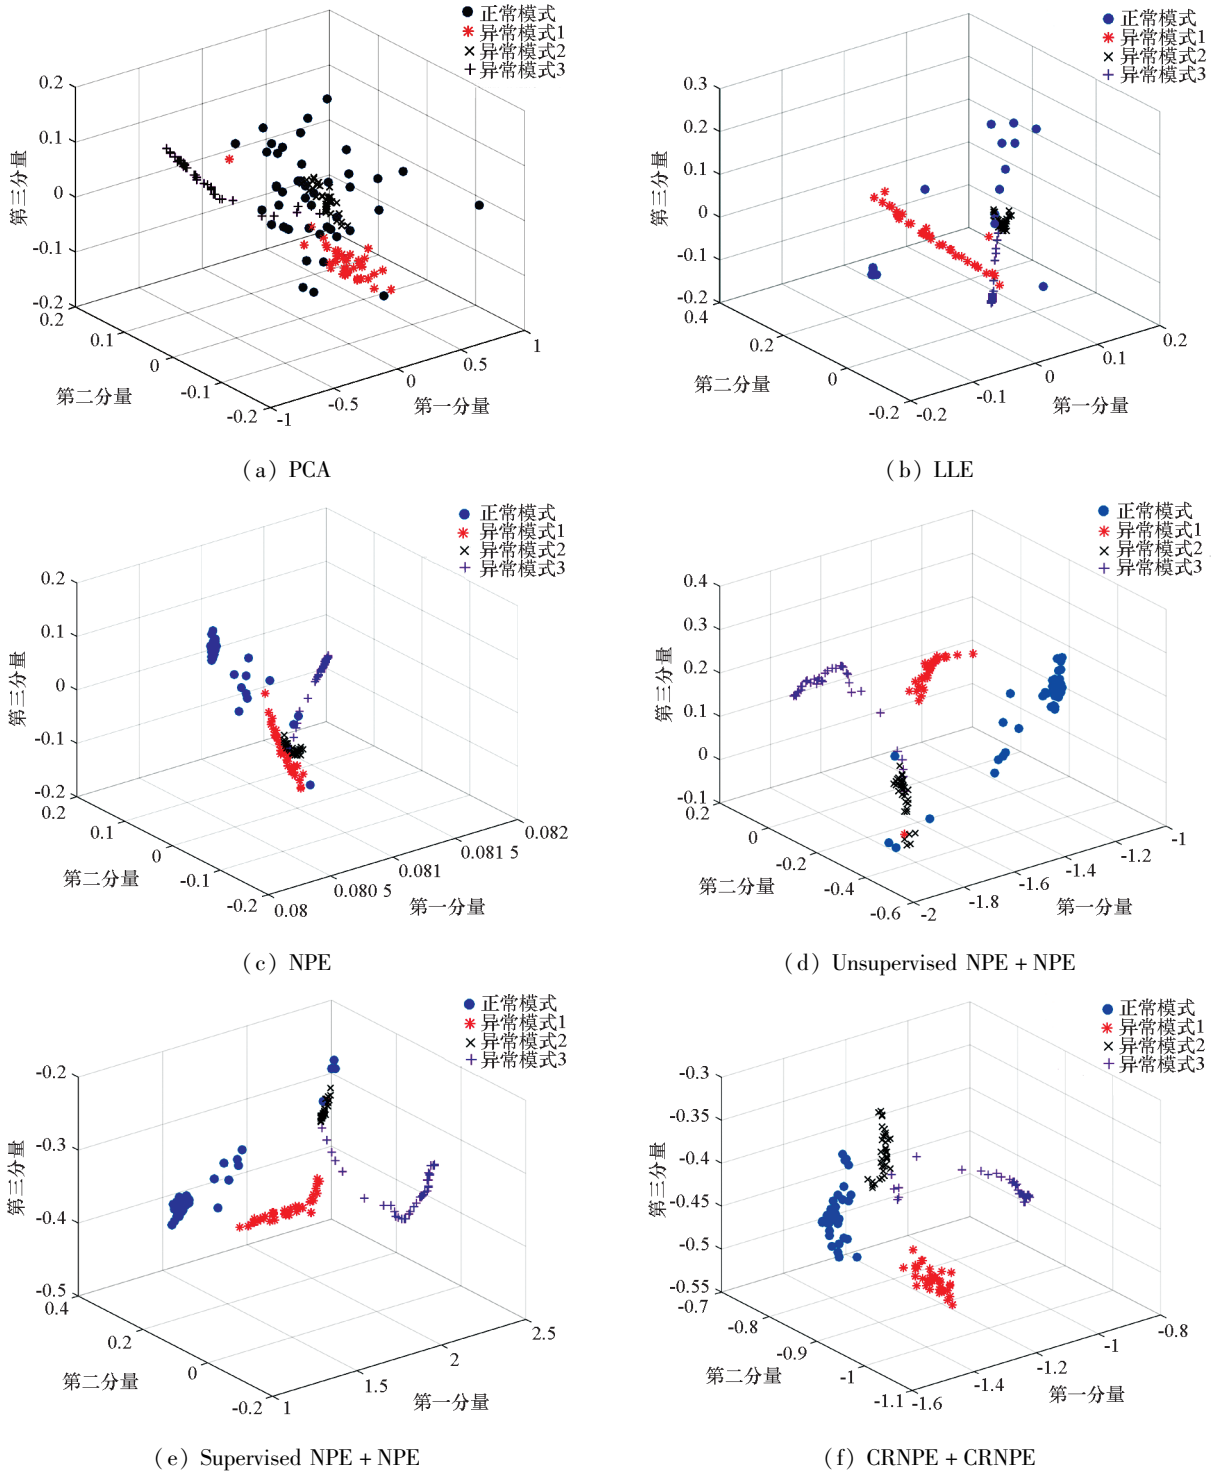 正常模式
异常模式1
异常模式2
异常模式3
0.2
0.1
0
-0.1
-0.2
第三分量
0.2
0.1
0
-0.1
-0.2
第二分量
-1
-0.5
0
0.5
1
第一分量
(a) PCA
正常模式
异常模式1
异常模式2
异常模式3
0.3
0.2
0.1
0
-0.1
-0.2
第三分量
0.4
0.2
0
-0.2
第二分量
-0.2
-0.1
0
0.1
0.2
第一分量
(b) LLE
正常模式
异常模式1
异常模式2
异常模式3
0.2
0.1
0
-0.1
-0.2
第三分量
0.2
0.1
0
-0.1
-0.2
第二分量
0.08
0.080 5
0.081
0.081 5
0.082
第一分量
(c) NPE
正常模式
异常模式1
异常模式2
异常模式3
0.4
0.3
0.2
0.1
0
-0.1
第三分量
0.2
0
-0.2
-0.4
-0.6
第二分量
-2
-1.8
-1.6
-1.4
-1.2
-1
第一分量
(d) Unsupervised NPE + NPE
正常模式
异常模式1
异常模式2
异常模式3
-0.2
-0.3
-0.4
-0.5
第三分量
0.4
0.2
0
-0.2
第二分量
1
1.5
2
2.5
第一分量
(e) Supervised NPE + NPE
正常模式
异常模式1
异常模式2
异常模式3
-0.3
-0.35
-0.4
-0.45
-0.5
-0.55
第三分量
-0.7
-0.8
-0.9
-1
-1.1
第二分量
-1.6
-1.4
-1.2
-1
-0.8
第一分量
(f) CRNPE + CRNPE